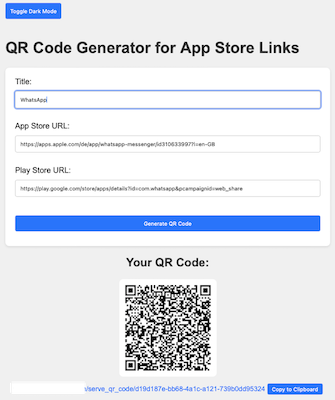 Toggle Dark Mode
QR Code Generator for App Store Links
Title:
WhatsApp
App Store URL:
https://apps.apple.com/de/app/whatsapp-messenger/id310633997?l=en-GB
Play Store URL:
https://play.google.com/store/apps/details?id=com.whatsapp&pcampaignid=web_share
Generate QR Code
Your QR Code:
/serve_qr_code/d19d187e-bb68-4a1c-a121-739b0dd95324
Copy to Clipboard